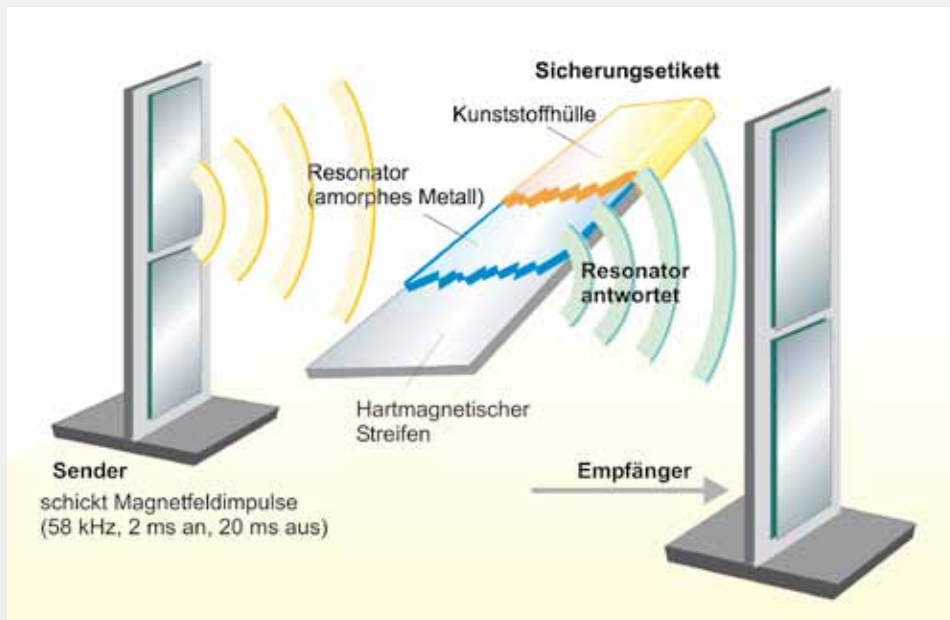 Sicherungsetikett
Kunststoffhülle
Resonator
(amorphes Metall)
Resonator
antwortet
Hartmagnetischer
Streifen
Sender
schickt Magnetfeldimpulse
(58 kHz, 2 ms an, 20 ms aus)
Empfänger